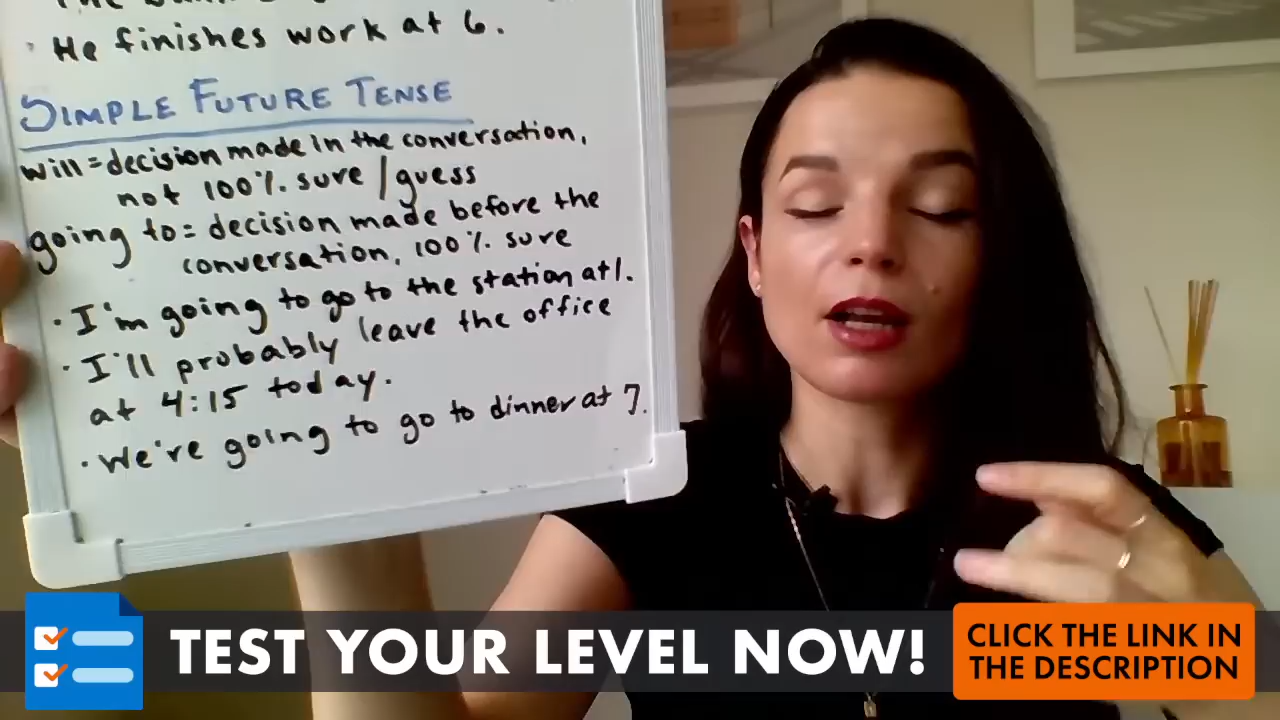 He finishes work at 6.
SIMPLE FUTURE TENSE
will = decision made in the conversation,
not 100% sure / guess
going to = decision made before the
conversation, 100% sure
· I'm going to go to the station at 1.
· I'll probably leave the office
at 4:15 today.
· We're going to go to dinner at 7.
TEST YOUR LEVEL NOW!
CLICK THE LINK IN
THE DESCRIPTION